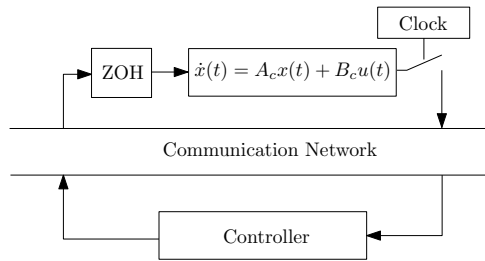 Clock
ZOH
ẋ(t) = A_c x(t) + B_c u(t)
Communication Network
Controller